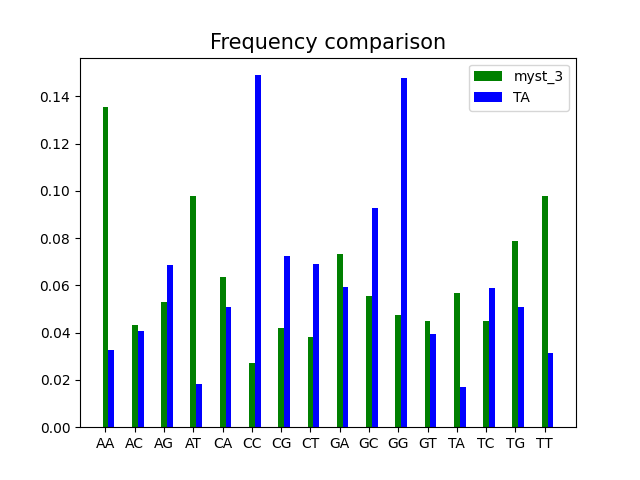 Frequency comparison
myst_3
TA
0.14
0.12
0.10
0.08
0.06
0.04
0.02
0.00
AA AC AG AT CA CC CG CT GA GC GG GT TA TC TG TT